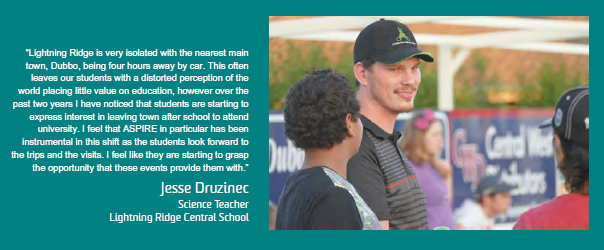 "Lightning Ridge is very isolated with the nearest main
town, Dubbo, being four hours away by car. This often
leaves our students with a distorted perception of the
world placing little value on education, however over the
past two years I have noticed that students are starting to
express interest in leaving town after school to attend
university. I feel that ASPIRE in particular has been
instrumental in this shift as the students look forward to
the trips and the visits. I feel like they are starting to grasp
the opportunity that these events provide them with."
Jesse Druzinec
Science Teacher
Lightning Ridge Central School
Dubbo
Central West